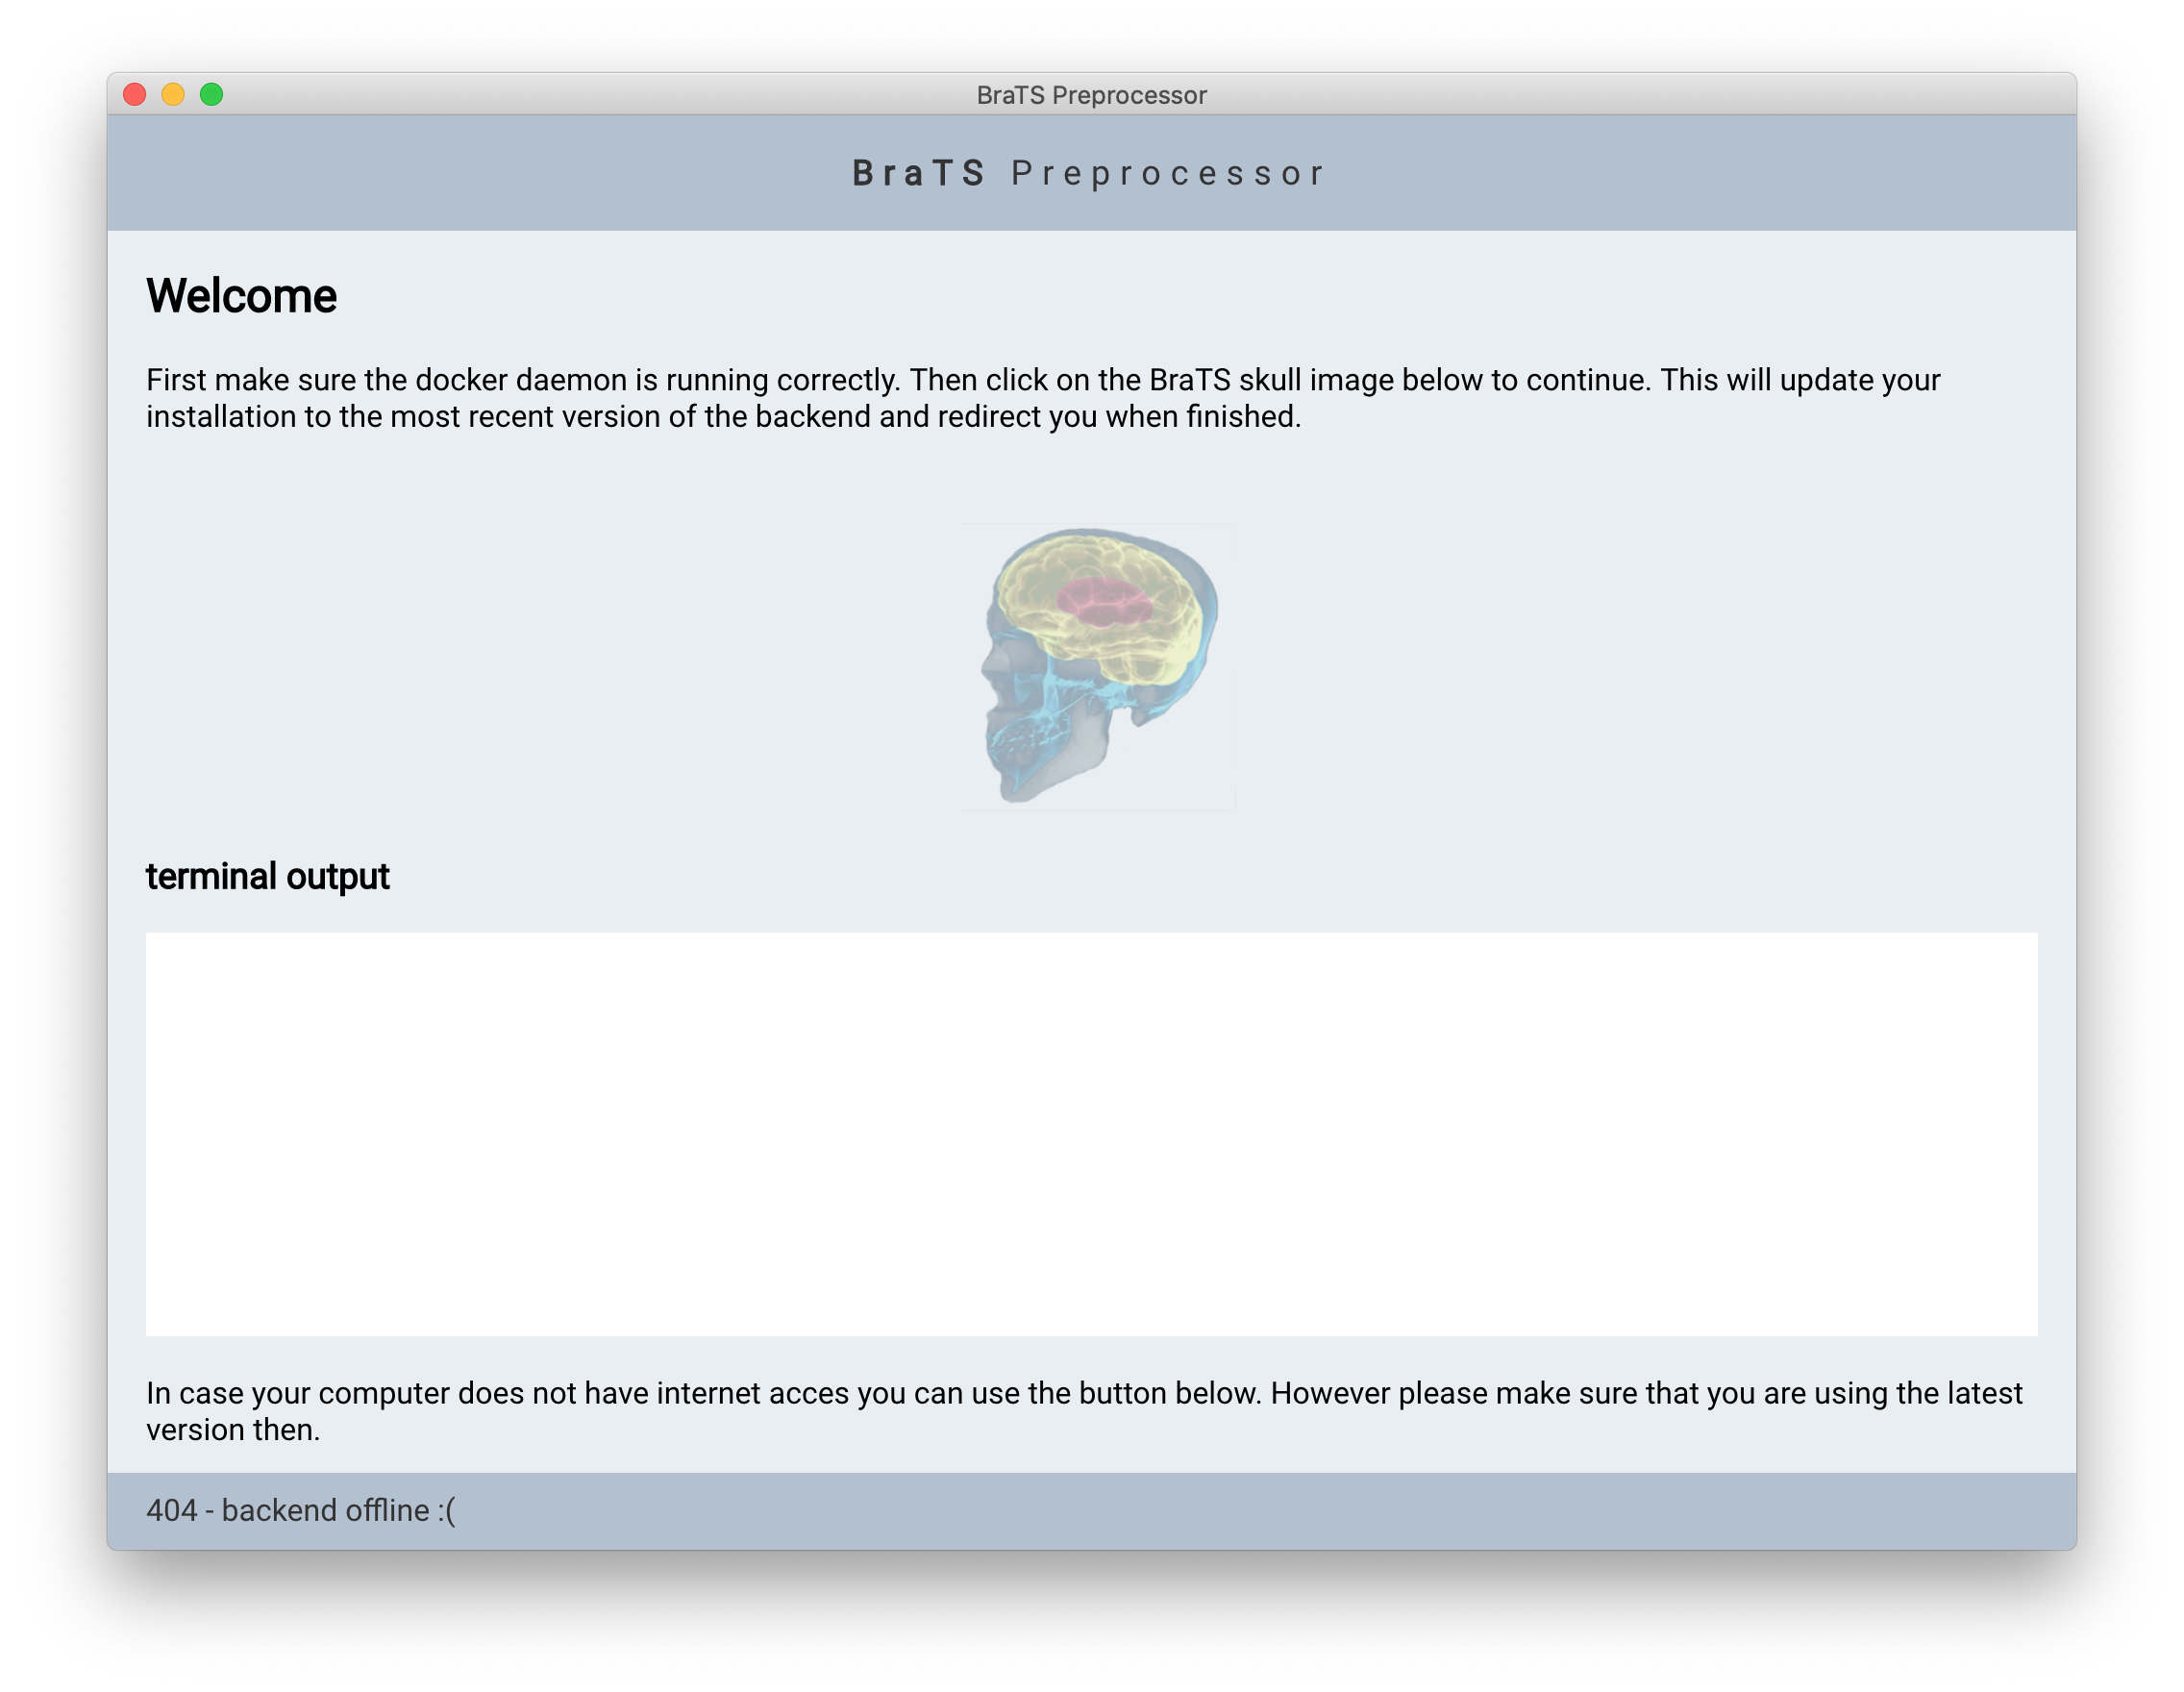 BraTS Preprocessor
BraTS Preprocessor
Welcome
First make sure the docker daemon is running correctly. Then click on the BraTS skull image below to continue. This will update your
installation to the most recent version of the backend and redirect you when finished.
terminal output
In case your computer does not have internet acces you can use the button below. However please make sure that you are using the latest
version then.
404 - backend offline :(